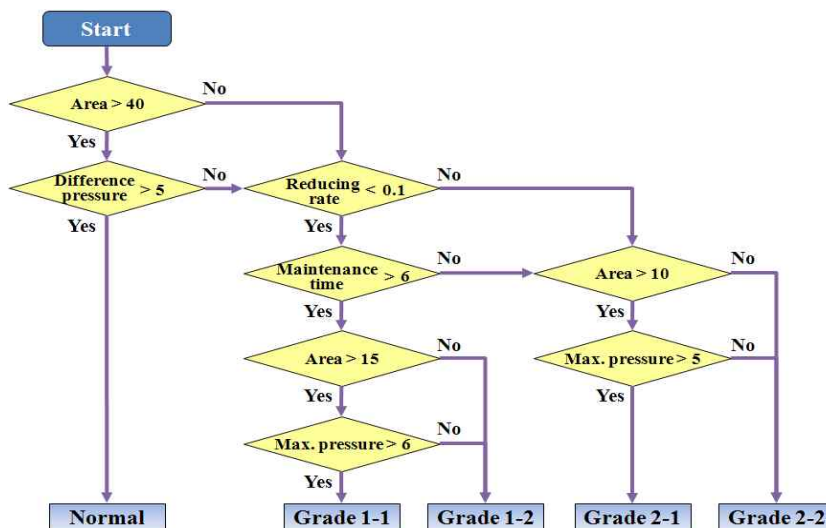 Start
No
Area > 40
Yes
No
No
Difference
pressure > 5
Reducing
rate < 0.1
Yes
Yes
No
No
Maintenance
time > 6
Area > 10
Yes
Yes
No
No
Area > 15
Max. pressure > 5
Yes
Yes
No
Max. pressure > 6
Yes
Normal
Grade 1-1
Grade 1-2
Grade 2-1
Grade 2-2